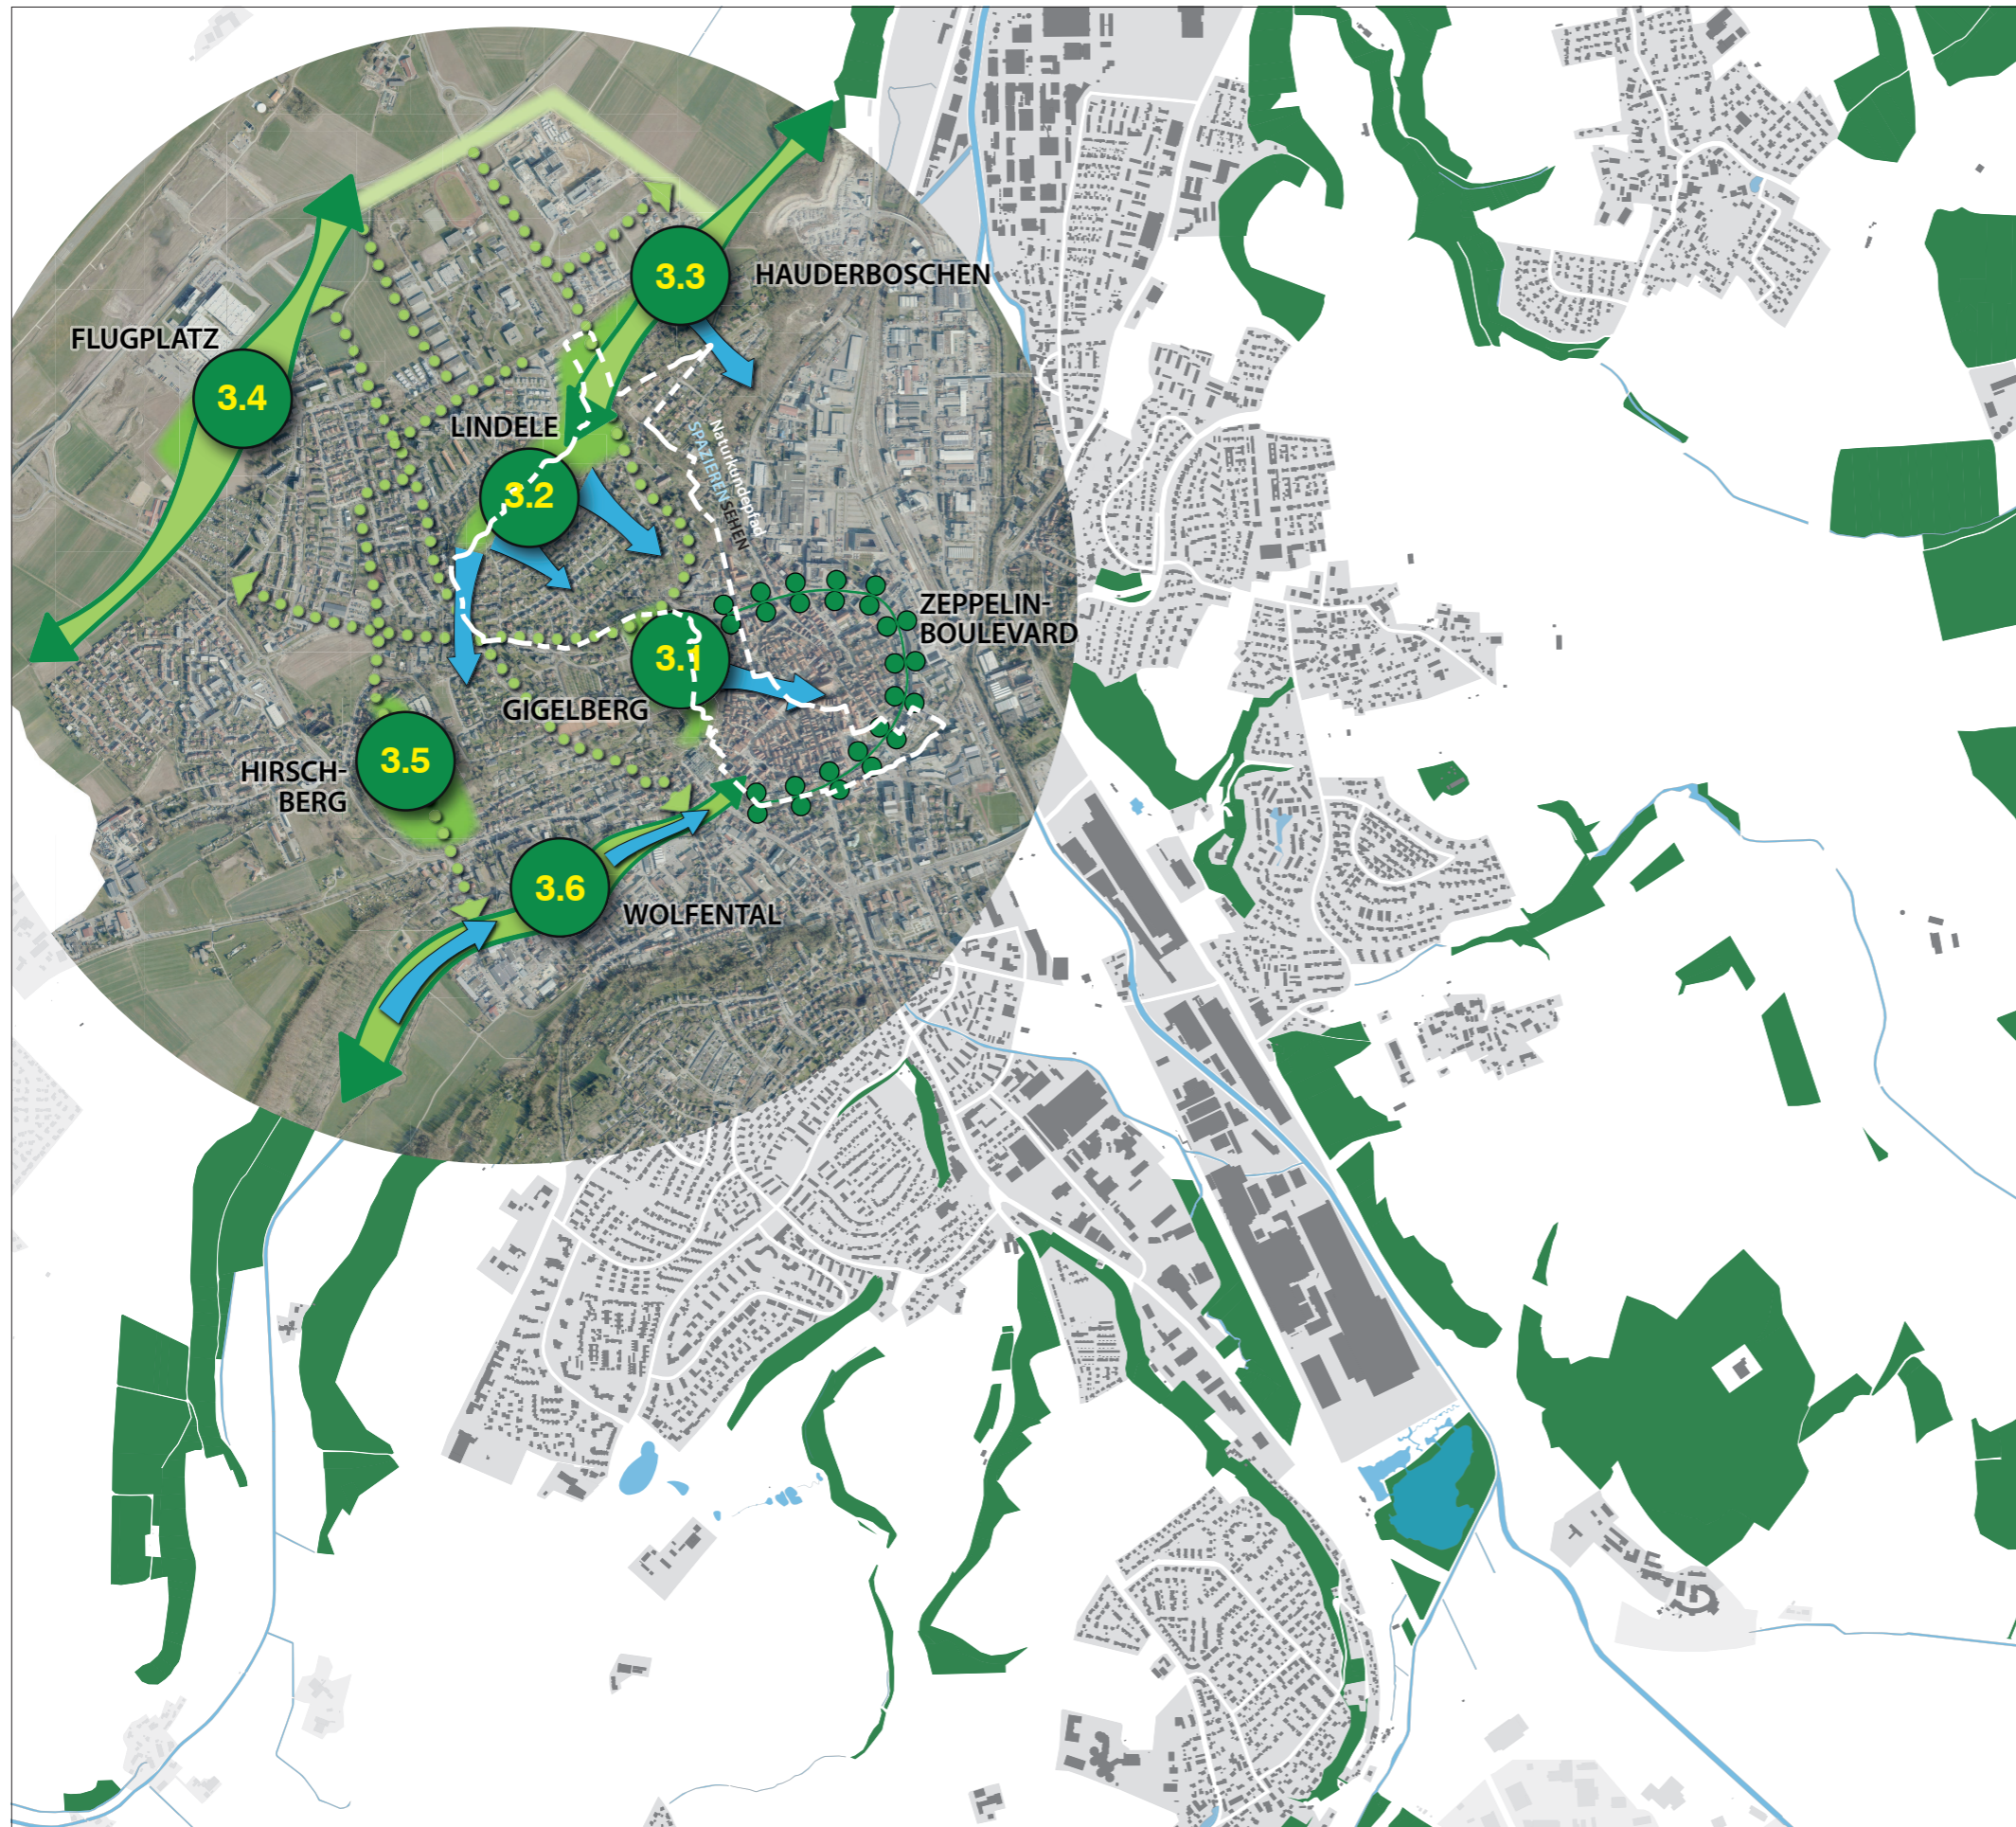 3.3
HAUDERBOSCHEN
FLUGPLATZ
3.4
LINDELE
3.2
Naturkundepfad
SPAZIEREN SEHEN
ZEPPELIN-
BOULEVARD
3.1
GIGELBERG
3.5
HIRSCH-
BERG
3.6
WOLFENTAL